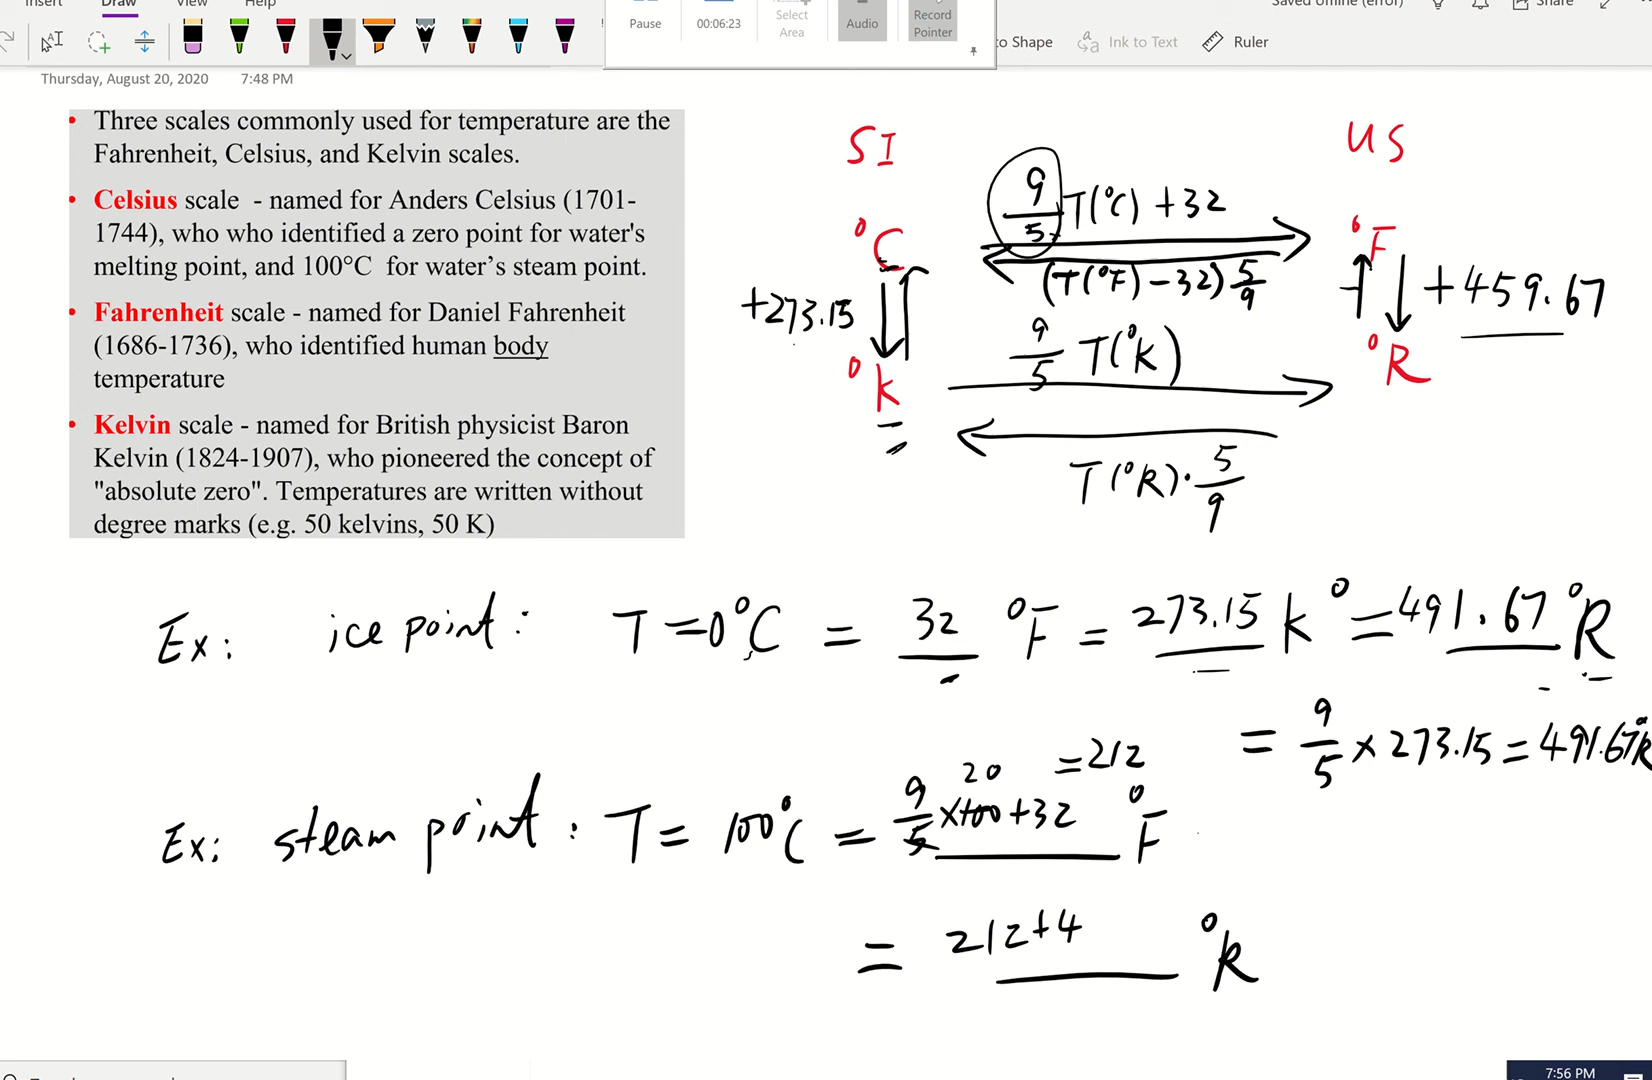 Insert Draw View Help
Pause 00:06:23 Select Area Audio Record Pointer
Saved offline (error) Share
to Shape Ink to Text Ruler
Thursday, August 20, 2020 7:48 PM
• Three scales commonly used for temperature are the
Fahrenheit, Celsius, and Kelvin scales.
• Celsius scale - named for Anders Celsius (1701-
1744), who who identified a zero point for water's
melting point, and 100°C for water’s steam point.
• Fahrenheit scale - named for Daniel Fahrenheit
(1686-1736), who identified human body
temperature
• Kelvin scale - named for British physicist Baron
Kelvin (1824-1907), who pioneered the concept of
"absolute zero". Temperatures are written without
degree marks (e.g. 50 kelvins, 50 K)
SI US
9/5 T(°C) + 32
°C °F
(T(°F) - 32) 5/9
+273.15 + 459.67
9/5 T(°K)
°K °R
T(°R) · 5/9
Ex: ice point: T = 0°C = 32 °F = 273.15 K° = 491.67 °R
= 9/5 × 273.15 = 491.67°R
20 = 212
Ex: steam point: T = 100°C = 9/5 × 100 + 32 °F
= 212+4 °R
7:56 PM